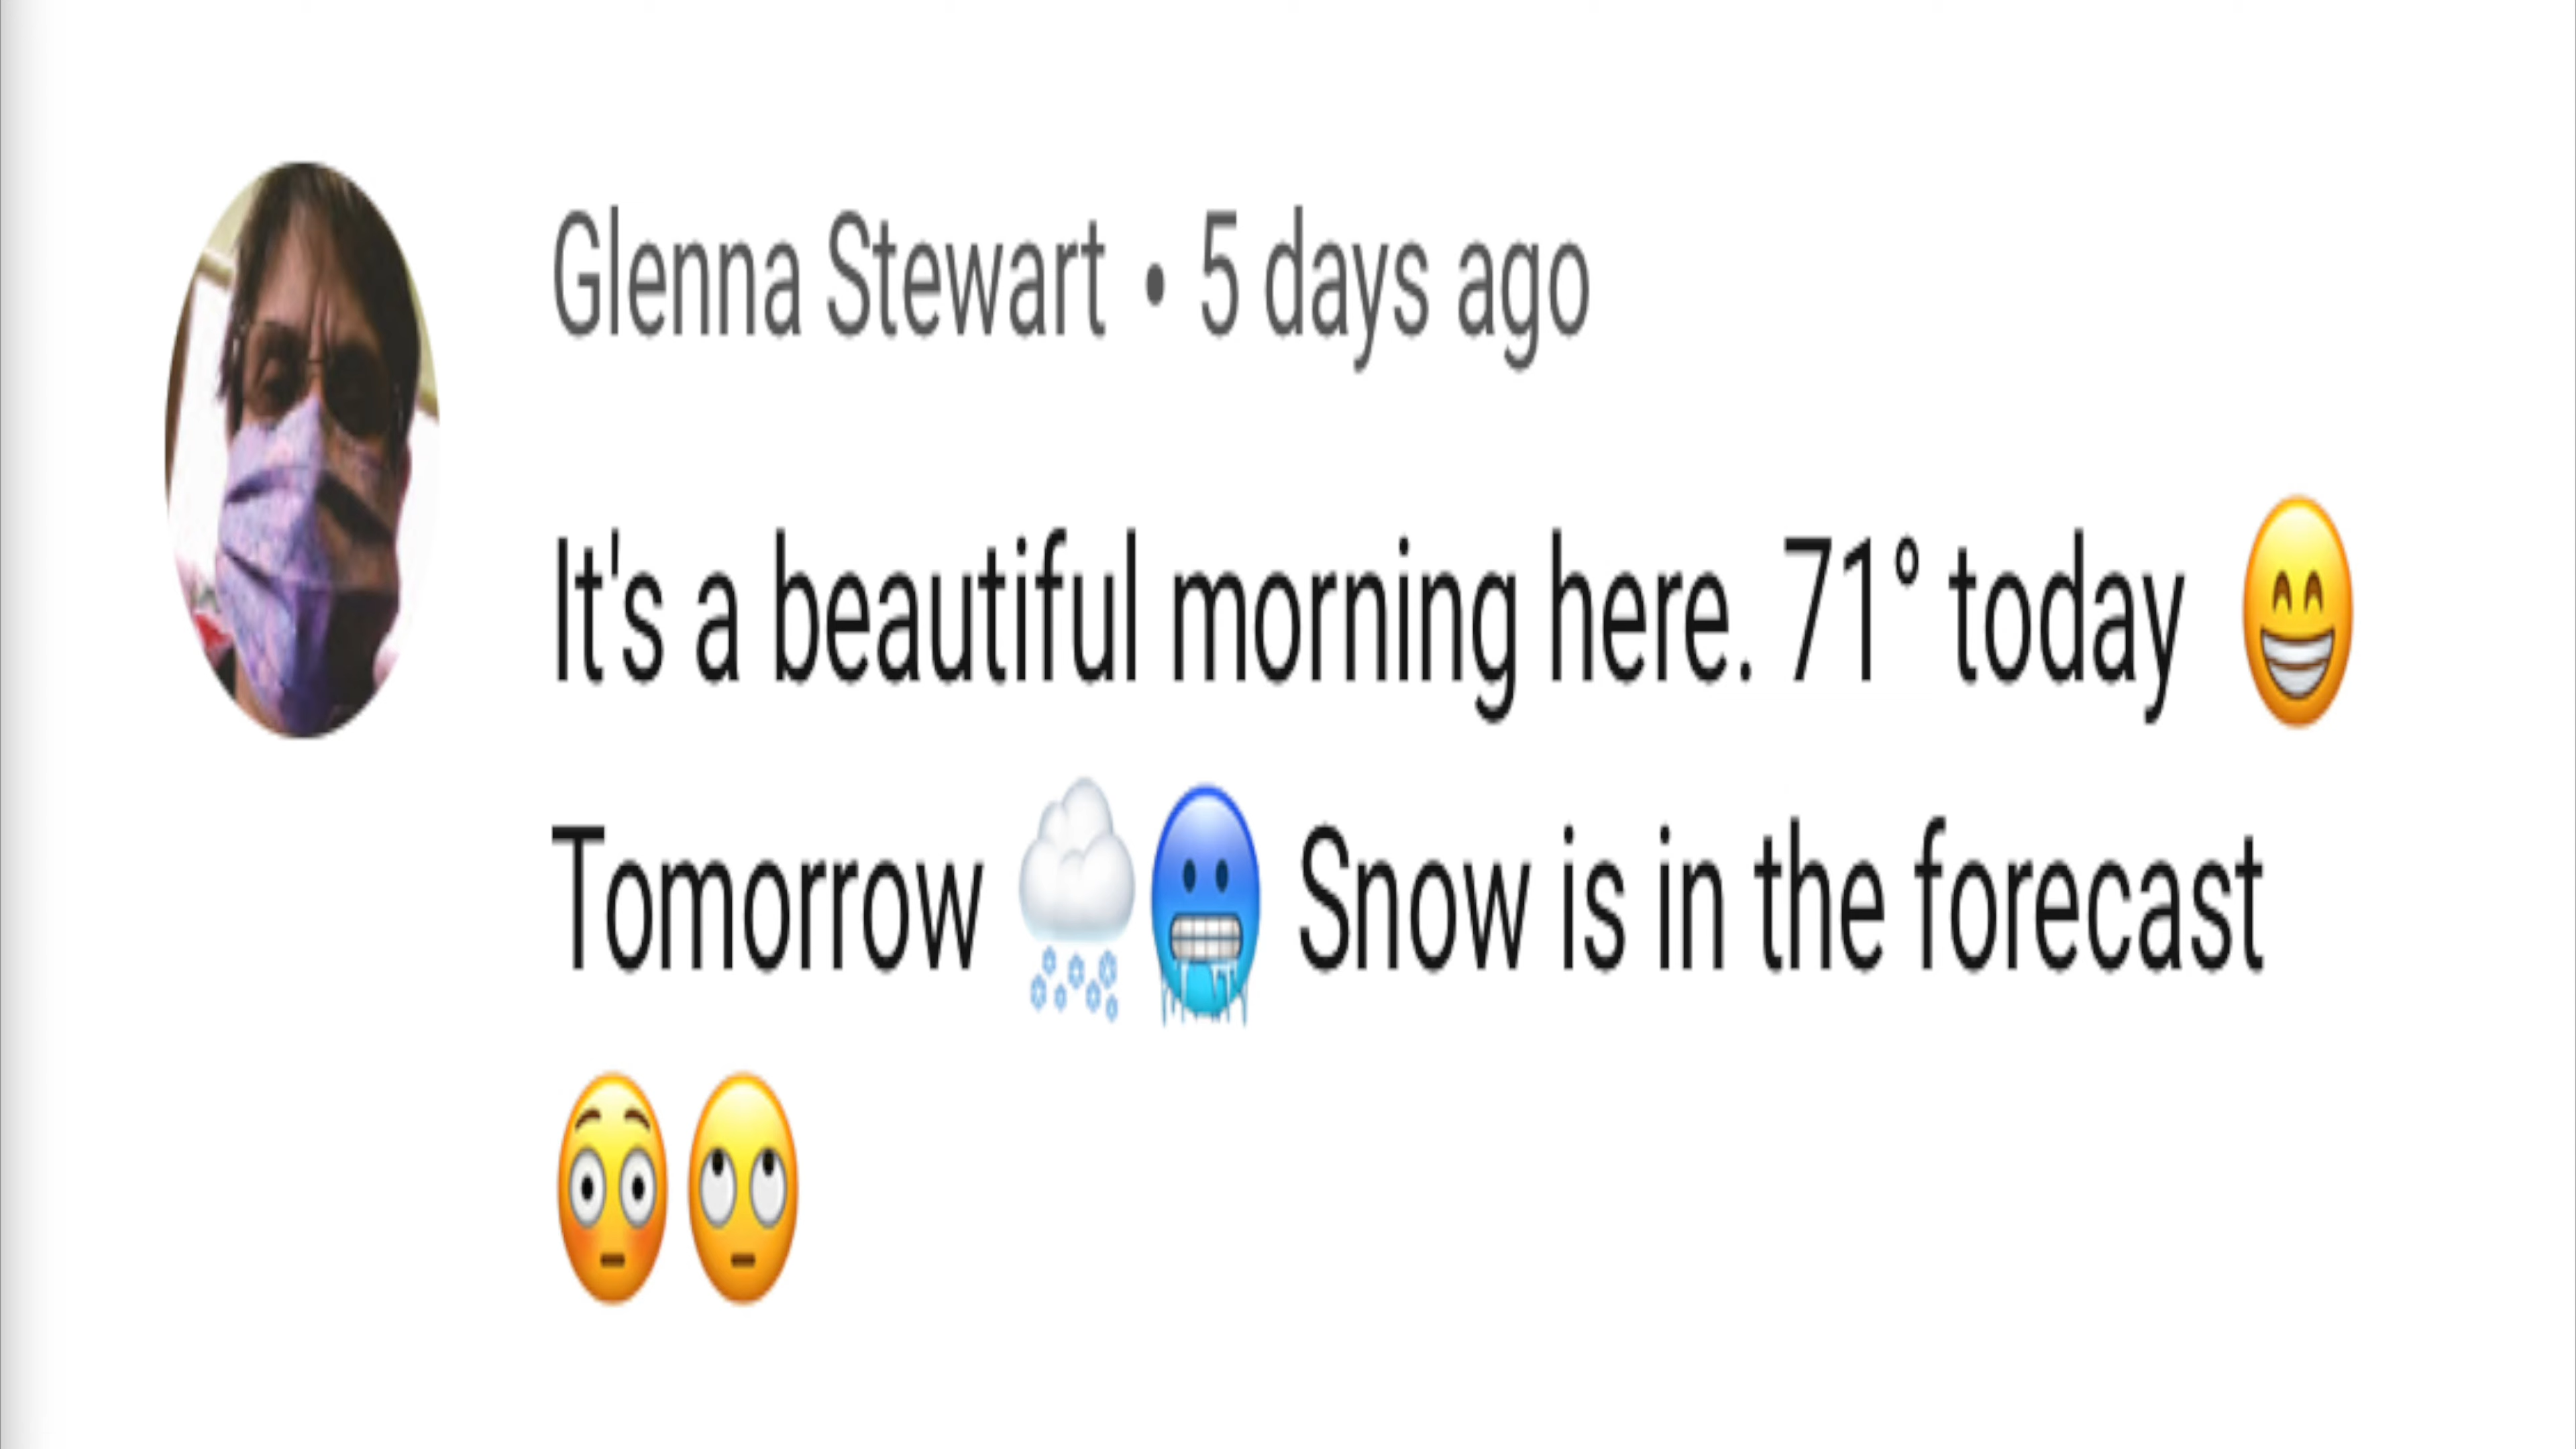 Glenna Stewart • 5 days ago
It's a beautiful morning here. 71° today 😁
Tomorrow 🌨️🥶 Snow is in the forecast
😳🙄